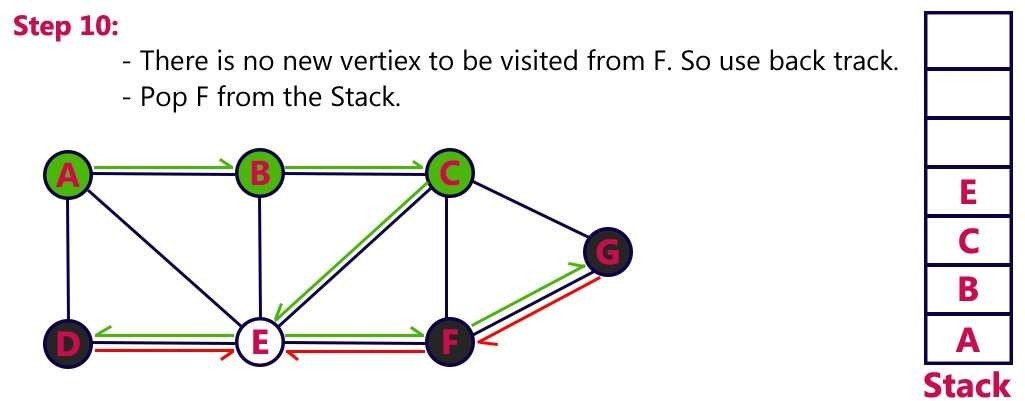 Step 10:
- There is no new vertiex to be visited from F. So use back track.
- Pop F from the Stack.
A B C
G
D E F
E
C
B
A
Stack